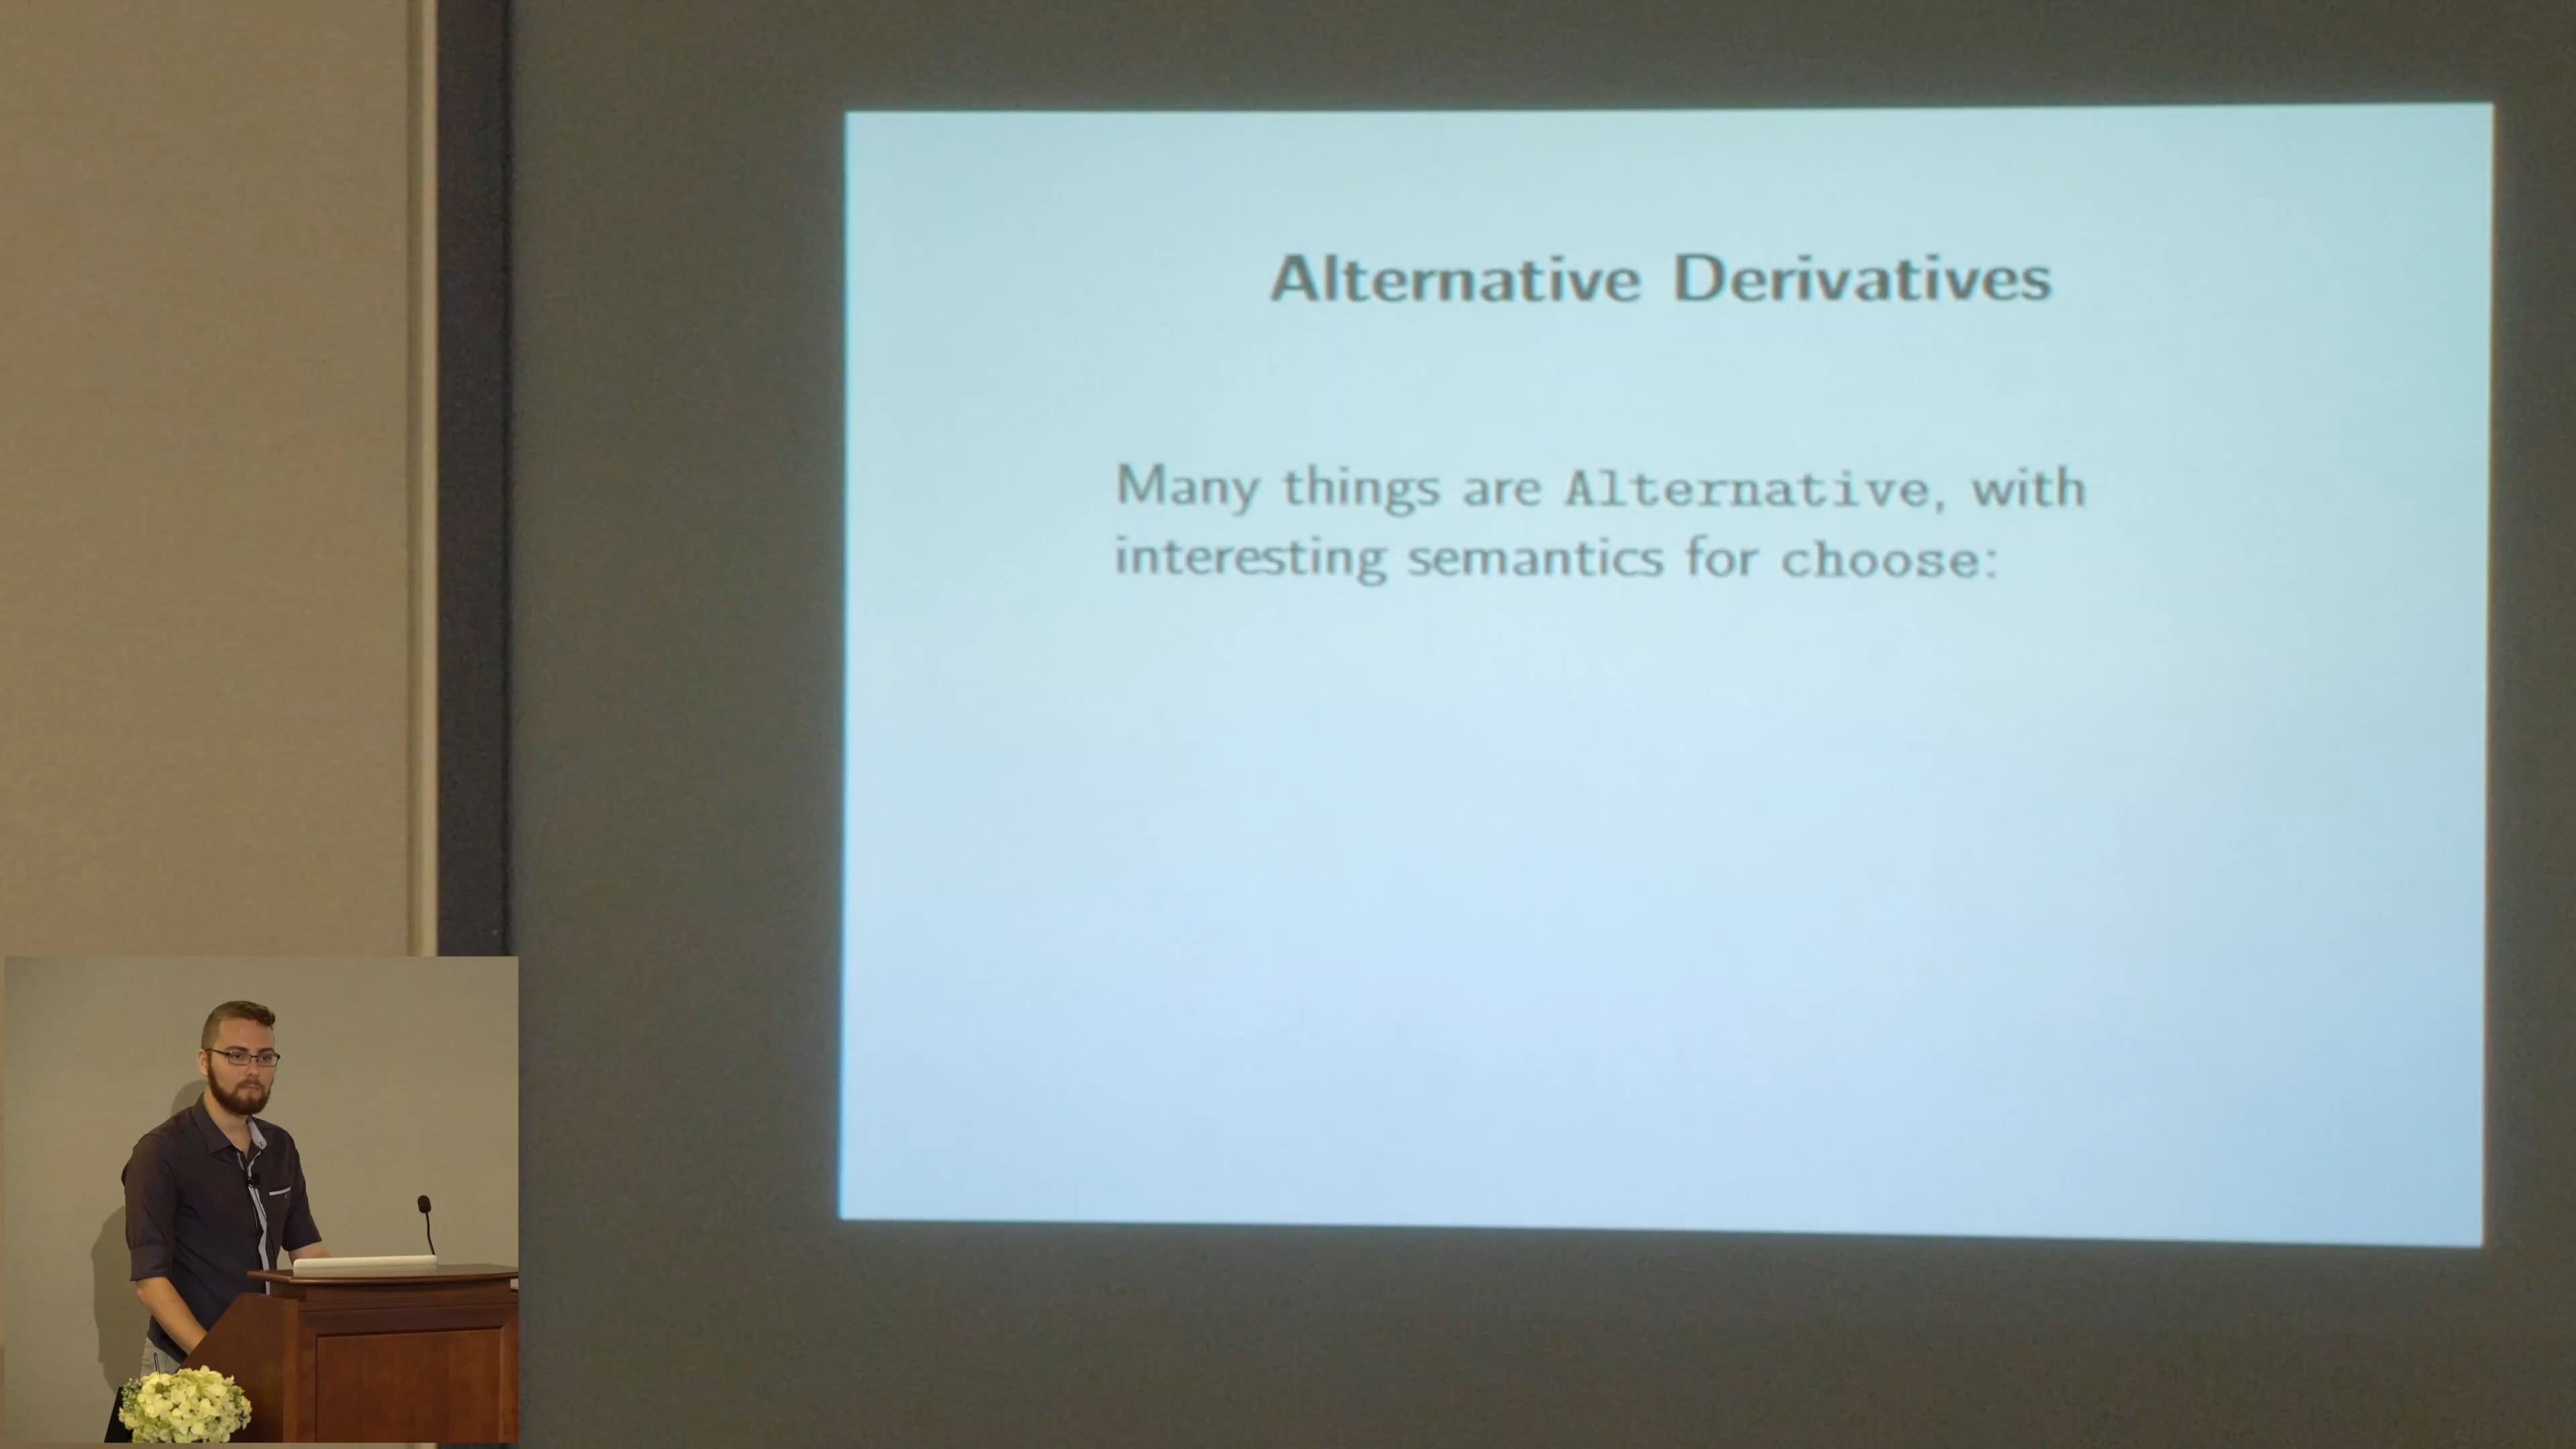 Alternative Derivatives
Many things are Alternative, with
interesting semantics for choose: